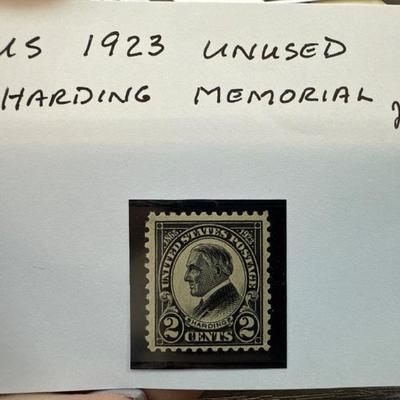 US 1923 UNUSED
HARDING MEMORIAL
1865 1923
UNITED STATES POSTAGE
HARDING
2 2
CENTS